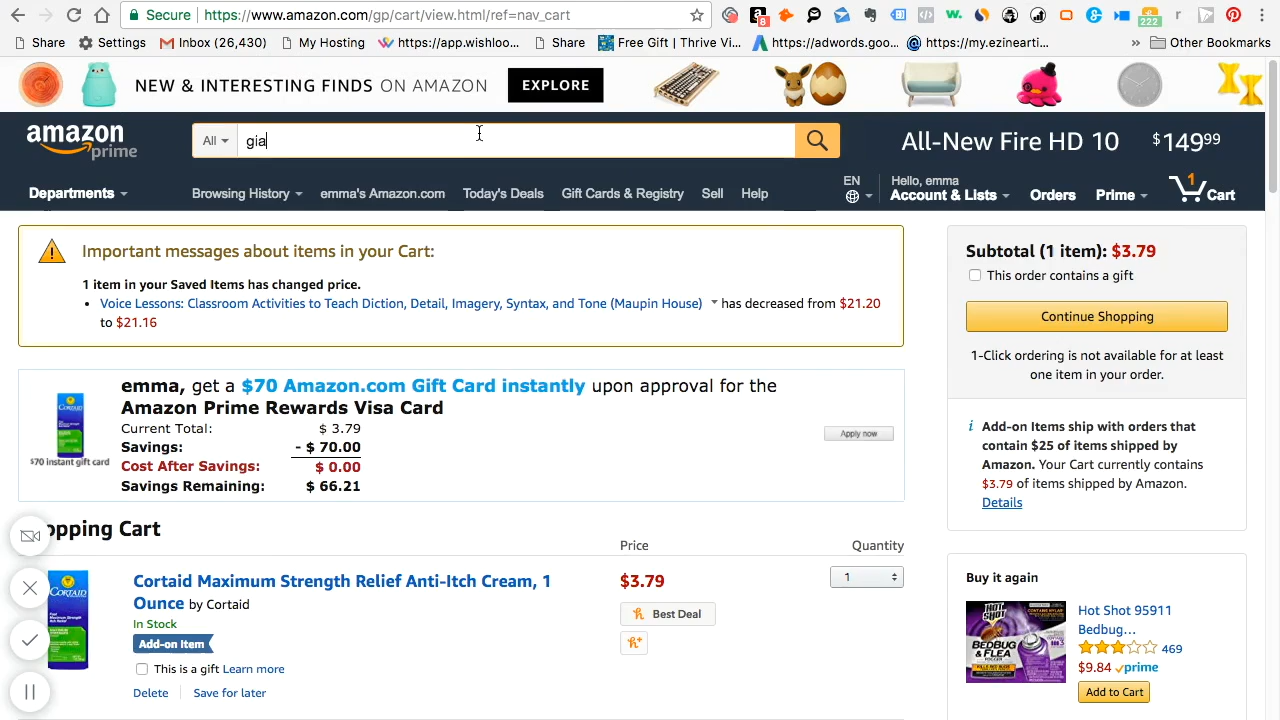 Secure https://www.amazon.com/gp/cart/view.html/ref=nav_cart
8
222
Share Settings Inbox (26,430) My Hosting https://app.wishloo... Share Free Gift | Thrive Vi... https://adwords.goo... https://my.ezinearti... » Other Bookmarks
NEW & INTERESTING FINDS ON AMAZON EXPLORE
amazon prime
All gia
All-New Fire HD 10 $149.99
Departments Browsing History emma's Amazon.com Today's Deals Gift Cards & Registry Sell Help
EN
Hello, emma
Account & Lists Orders Prime 1 Cart
Important messages about items in your Cart:
1 item in your Saved Items has changed price.
• Voice Lessons: Classroom Activities to Teach Diction, Detail, Imagery, Syntax, and Tone (Maupin House) has decreased from $21.20
to $21.16
Subtotal (1 item): $3.79
This order contains a gift
Continue Shopping
1-Click ordering is not available for at least
one item in your order.
emma, get a $70 Amazon.com Gift Card instantly upon approval for the
Amazon Prime Rewards Visa Card
Current Total: $ 3.79
Savings: - $ 70.00
Cost After Savings: $ 0.00
Savings Remaining: $ 66.21
CORTAID
$70 instant gift card
Apply now
i Add-on Items ship with orders that
contain $25 of items shipped by
Amazon. Your Cart currently contains
$3.79 of items shipped by Amazon.
Details
opping Cart
Price Quantity
CORTAID
Cortaid Maximum Strength Relief Anti-Itch Cream, 1
Ounce by Cortaid
In Stock
Add-on Item
This is a gift Learn more
Delete Save for later
$3.79
Best Deal
1
Buy it again
HOT SHOT
BEDBUG
& FLEA
FOGGER
Hot Shot 95911
Bedbug...
469
$9.84 prime
Add to Cart